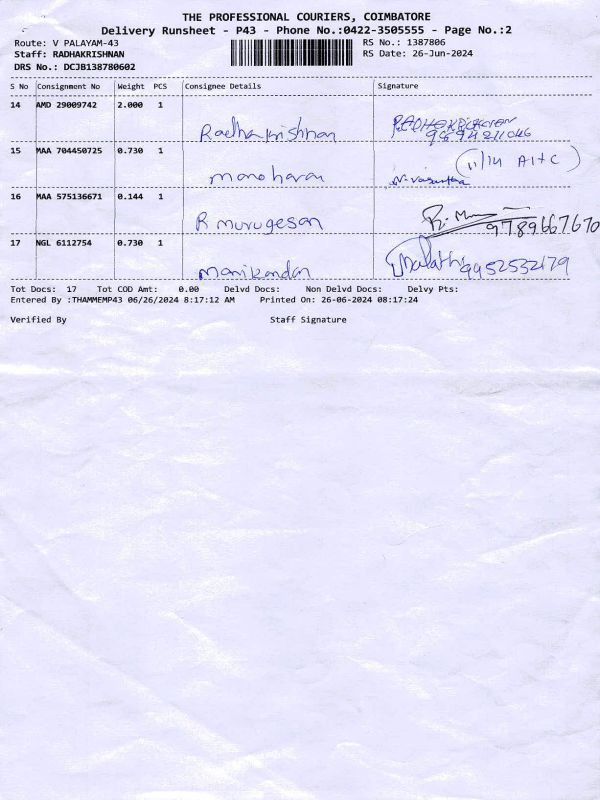 THE PROFESSIONAL COURIERS, COIMBATORE
Delivery Runsheet - P43 - Phone No.:0422-3505555 - Page No.:2
Route: V PALAYAM-43 RS No.: 1387806
Staff: RADHAKRISHNAN RS Date: 26-Jun-2024
DRS No.: DCJB138780602
S No Consignment No Weight PCS Consignee Details Signature
14 AMD 29009742 2.000 1
Radhakrishnan RADHAKRISHNAN
9894211046
15 MAA 704450725 0.730 1
manoharan N. Vasantha (11/14 A1+C)
16 MAA 575136671 0.144 1
R murugesan 9789667670
17 NGL 6112754 0.730 1
manikandan Malathi 9952532179
Tot Docs: 17 Tot COD Amt: 0.00 Delvd Docs: Non Delvd Docs: Delvy Pts:
Entered By :THAMMEMP43 06/26/2024 8:17:12 AM Printed On: 26-06-2024 08:17:24
Verified By Staff Signature